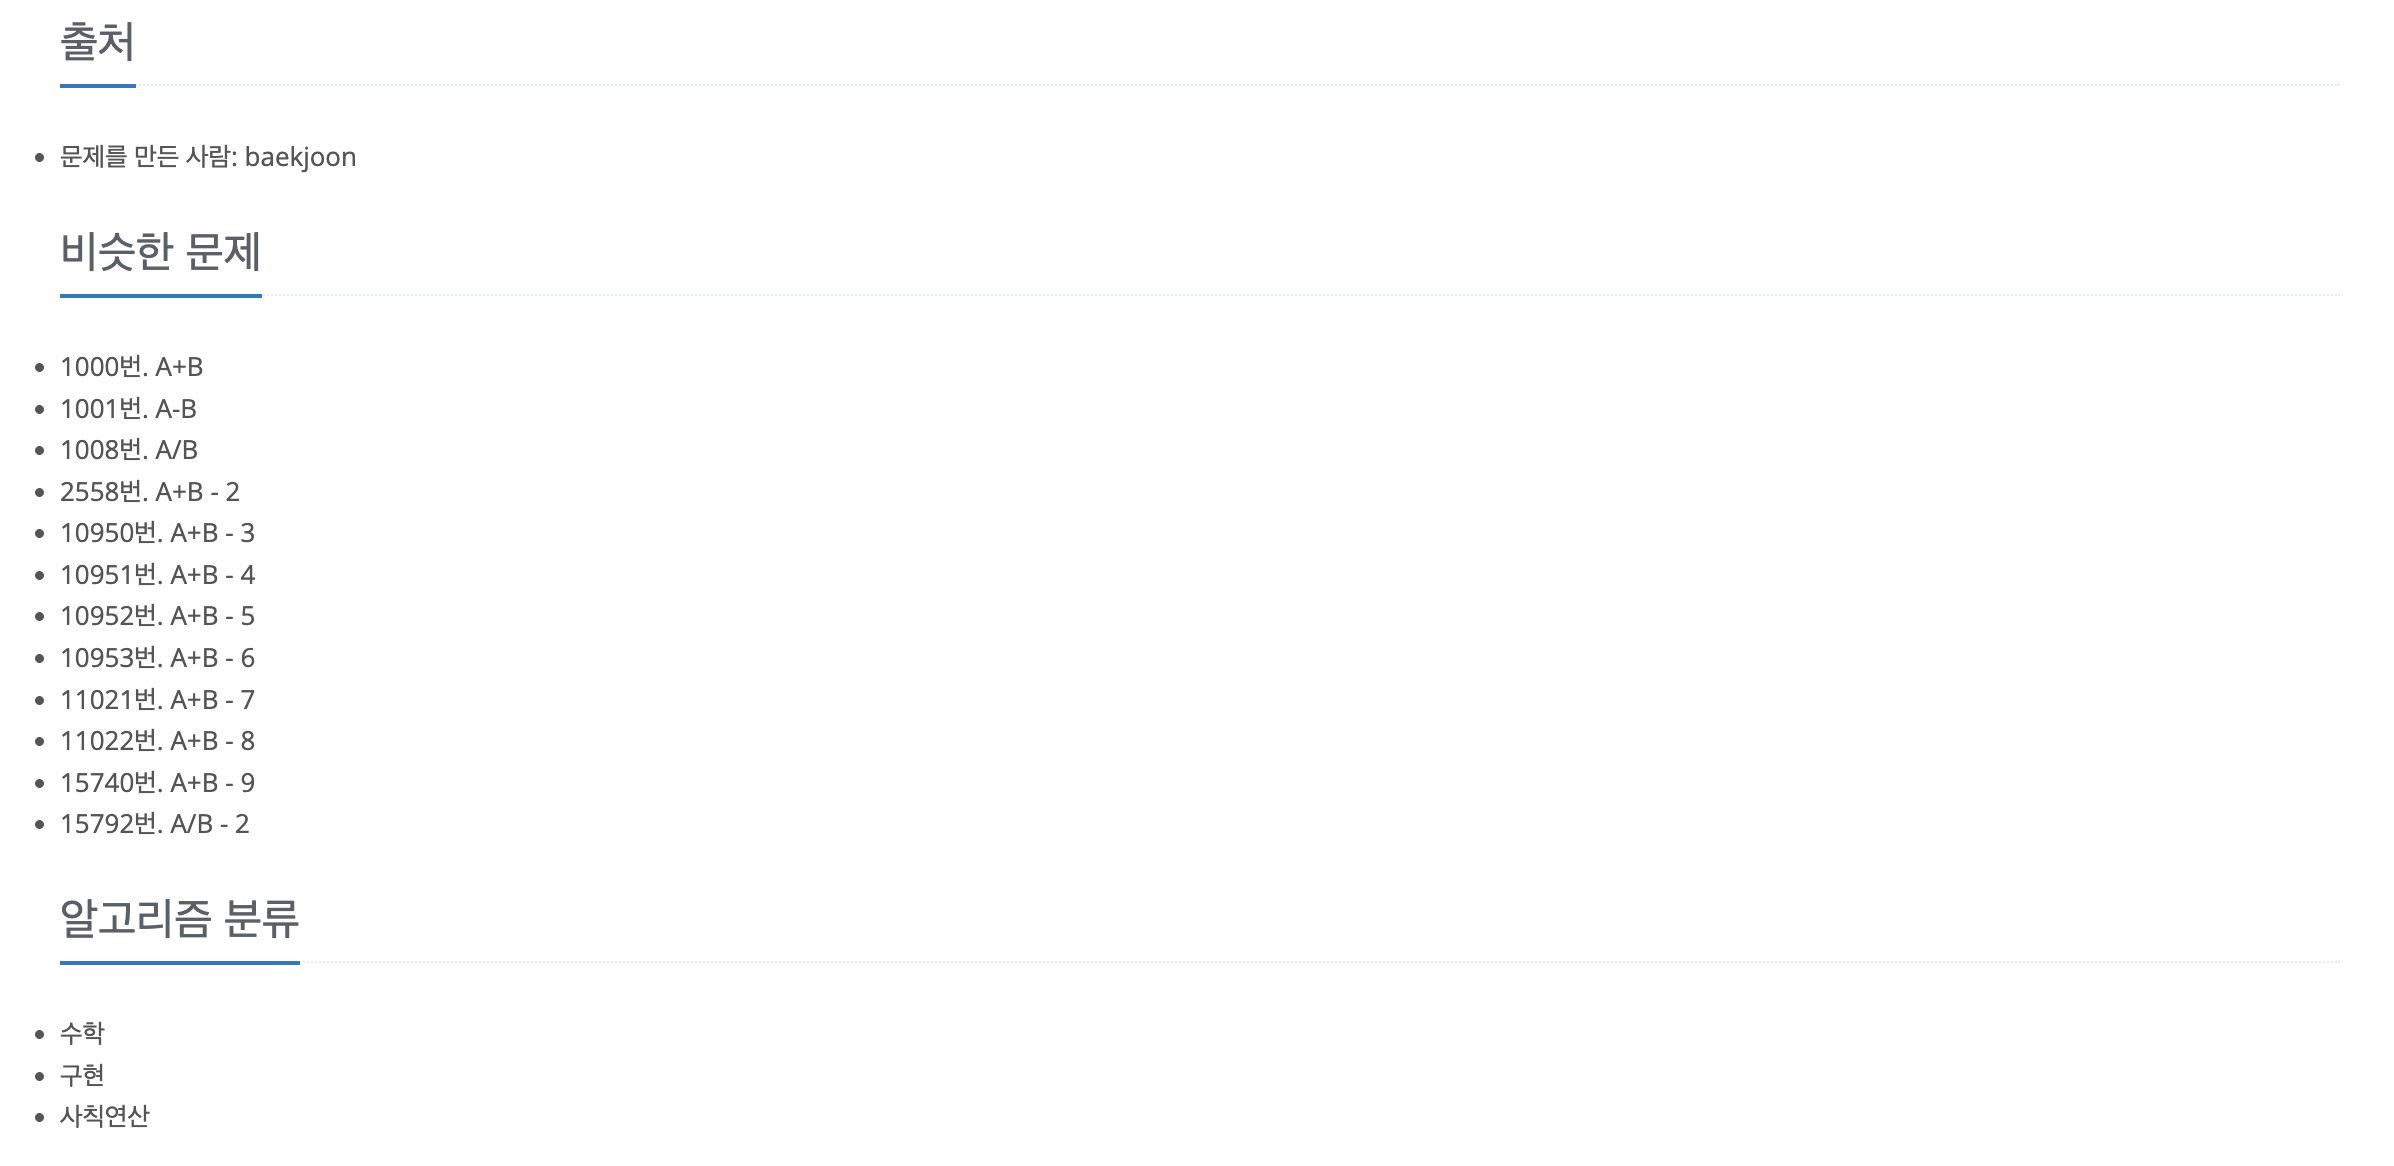 출처
문제를 만든 사람: baekjoon
비슷한 문제
1000번. A+B
1001번. A-B
1008번. A/B
2558번. A+B - 2
10950번. A+B - 3
10951번. A+B - 4
10952번. A+B - 5
10953번. A+B - 6
11021번. A+B - 7
11022번. A+B - 8
15740번. A+B - 9
15792번. A/B - 2
알고리즘 분류
수학
구현
사칙연산